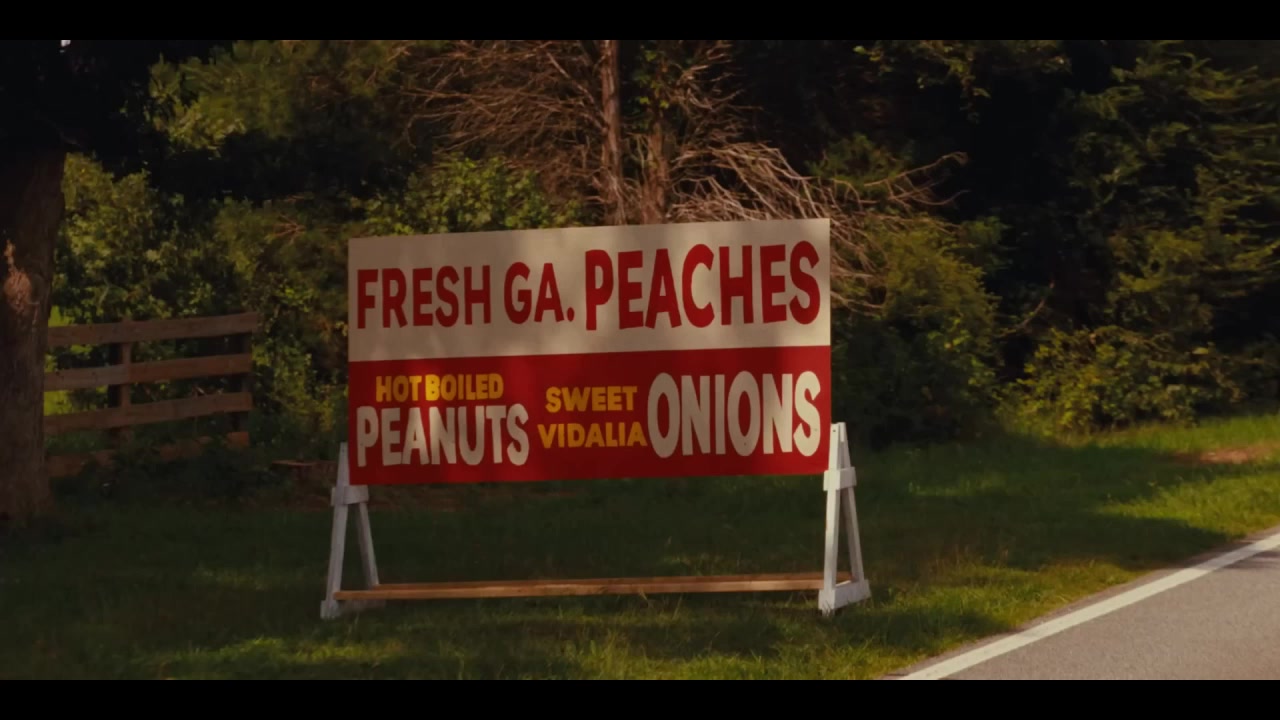 FRESH GA. PEACHES
HOT BOILED
PEANUTS
SWEET
VIDALIA
ONIONS